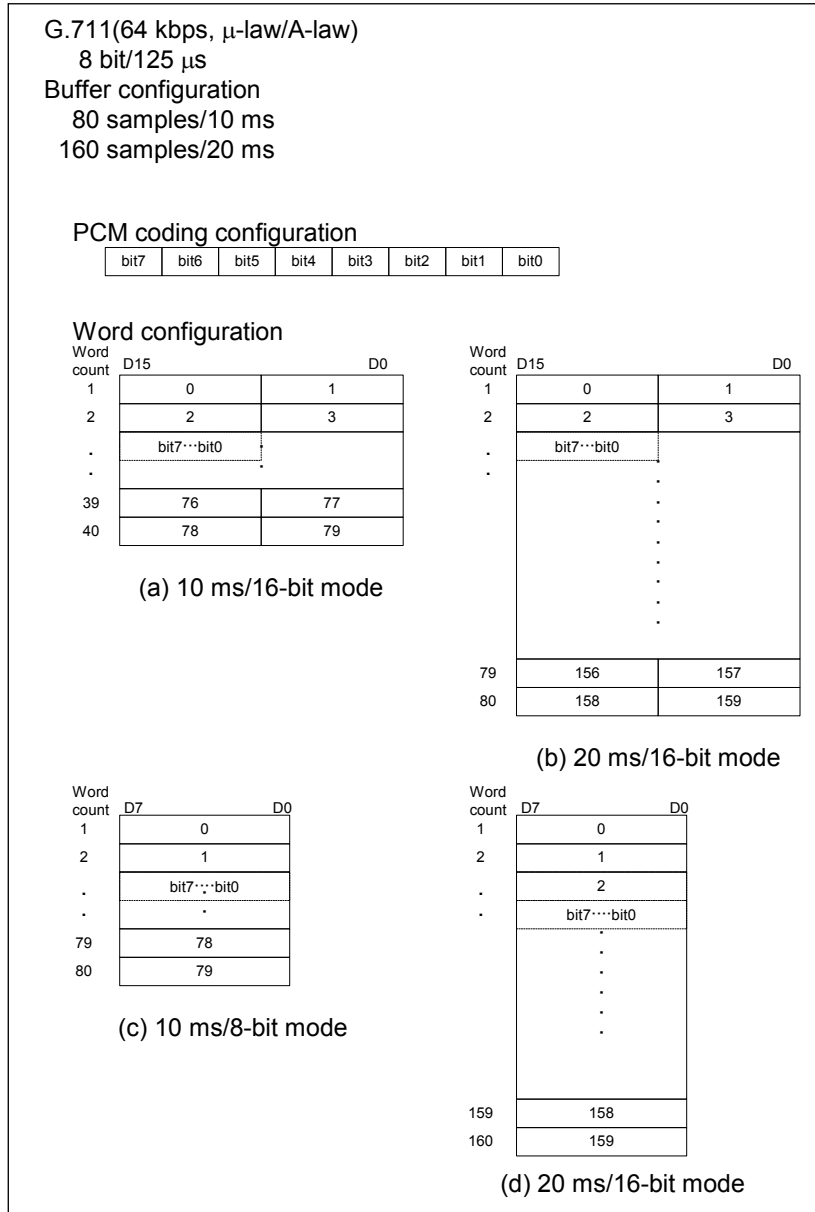 G.711(64 kbps, μ-law/A-law)
8 bit/125 μs
Buffer configuration
80 samples/10 ms
160 samples/20 ms
PCM coding configuration
bit7 bit6 bit5 bit4 bit3 bit2 bit1 bit0
Word configuration
Word
count D15 D0
1 0 1
2 2 3
. bit7···bit0 .
. .
39 76 77
40 78 79
(a) 10 ms/16-bit mode
Word
count D15 D0
1 0 1
2 2 3
. bit7···bit0 .
. .
79 156 157
80 158 159
(b) 20 ms/16-bit mode
Word
count D7 D0
1 0
2 1
. bit7····bit0
. .
79 78
80 79
(c) 10 ms/8-bit mode
Word
count D7 D0
1 0
2 1
. 2
. bit7····bit0
159 158
160 159
(d) 20 ms/16-bit mode